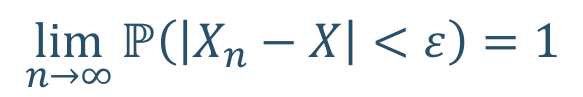 lim ℙ(|Xₙ − X| < ε) = 1
n→∞